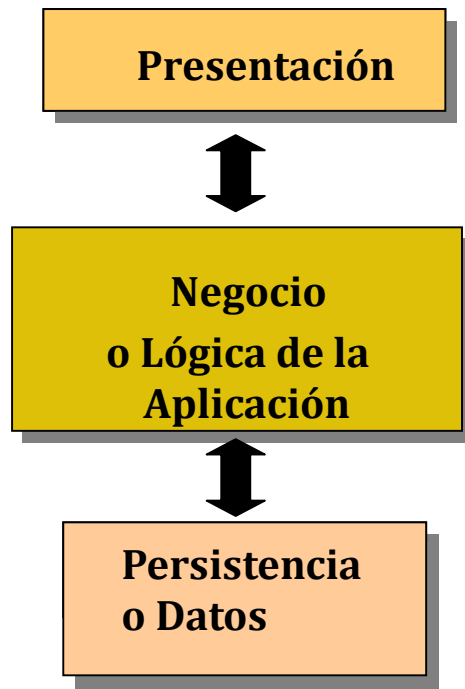 Presentación
Negocio
o Lógica de la
Aplicación
Persistencia
o Datos